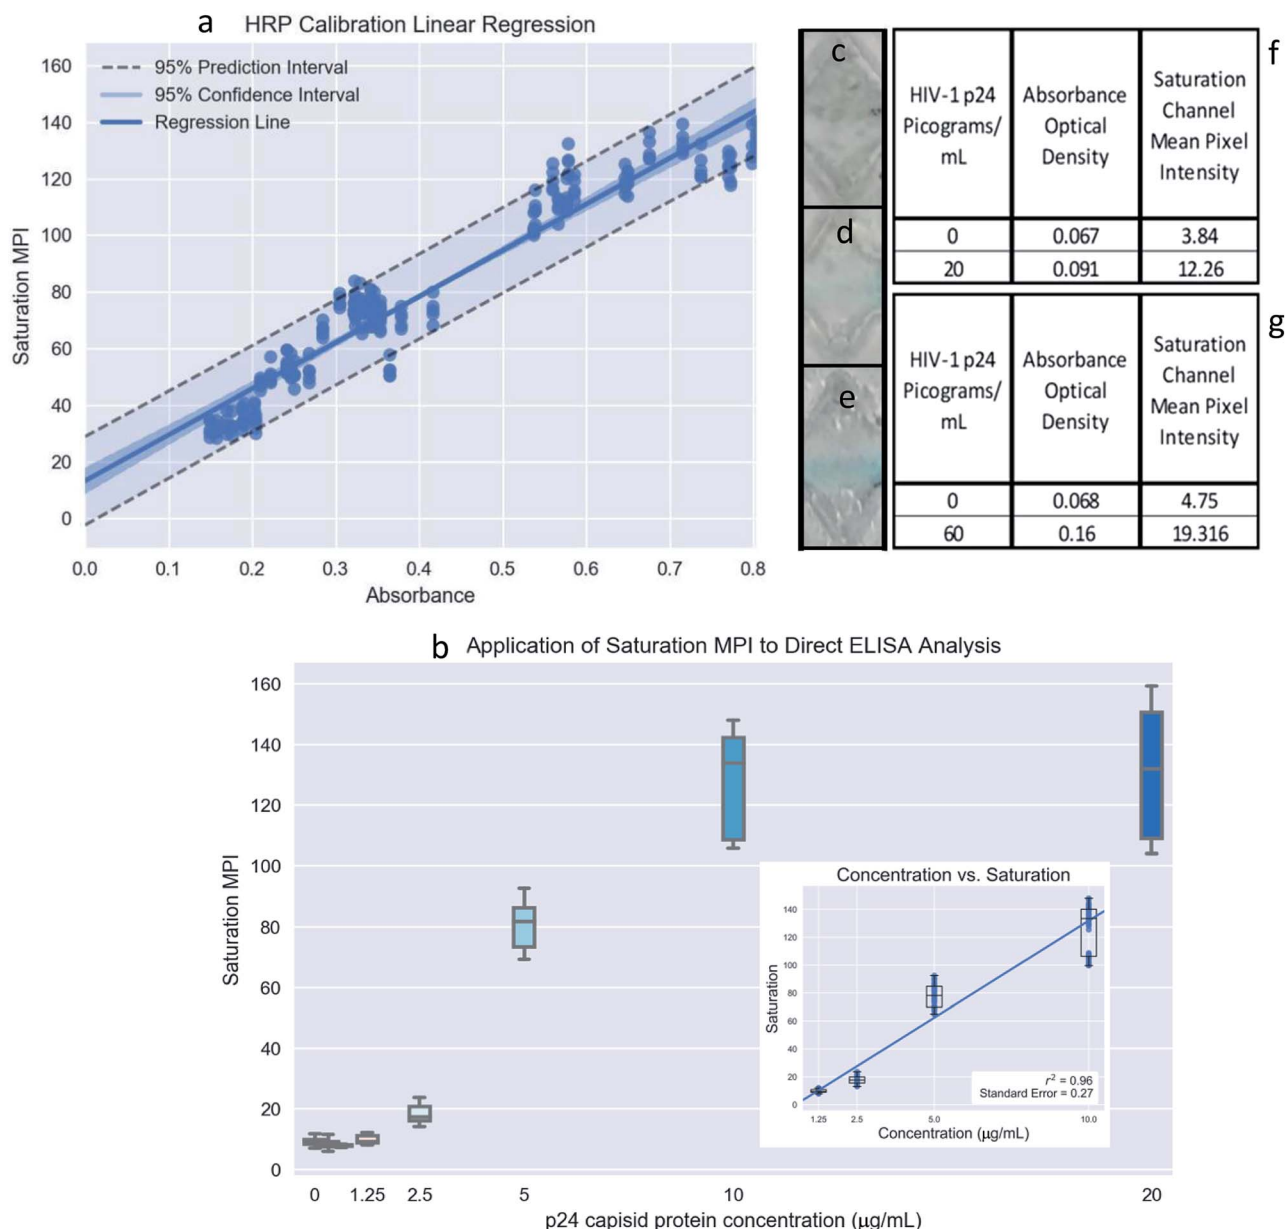 a HRP Calibration Linear Regression
160
140
120
100
80
60
40
20
0
Saturation MPI
95% Prediction Interval
95% Confidence Interval
Regression Line
0.0 0.1 0.2 0.3 0.4 0.5 0.6 0.7 0.8
Absorbance
c
d
e
f
HIV-1 p24
Picograms/
mL
Absorbance
Optical
Density
Saturation
Channel
Mean Pixel
Intensity
0 0.067 3.84
20 0.091 12.26
g
HIV-1 p24
Picograms/
mL
Absorbance
Optical
Density
Saturation
Channel
Mean Pixel
Intensity
0 0.068 4.75
60 0.16 19.316
b Application of Saturation MPI to Direct ELISA Analysis
160
140
120
100
80
60
40
20
0
Saturation MPI
Concentration vs. Saturation
140
120
100
80
60
40
20
0
Saturation
r² = 0.96
Standard Error = 0.27
1.25 2.5 5.0 10.0
Concentration (µg/mL)
0 1.25 2.5 5 10 20
p24 capisid protein concentration (µg/mL)